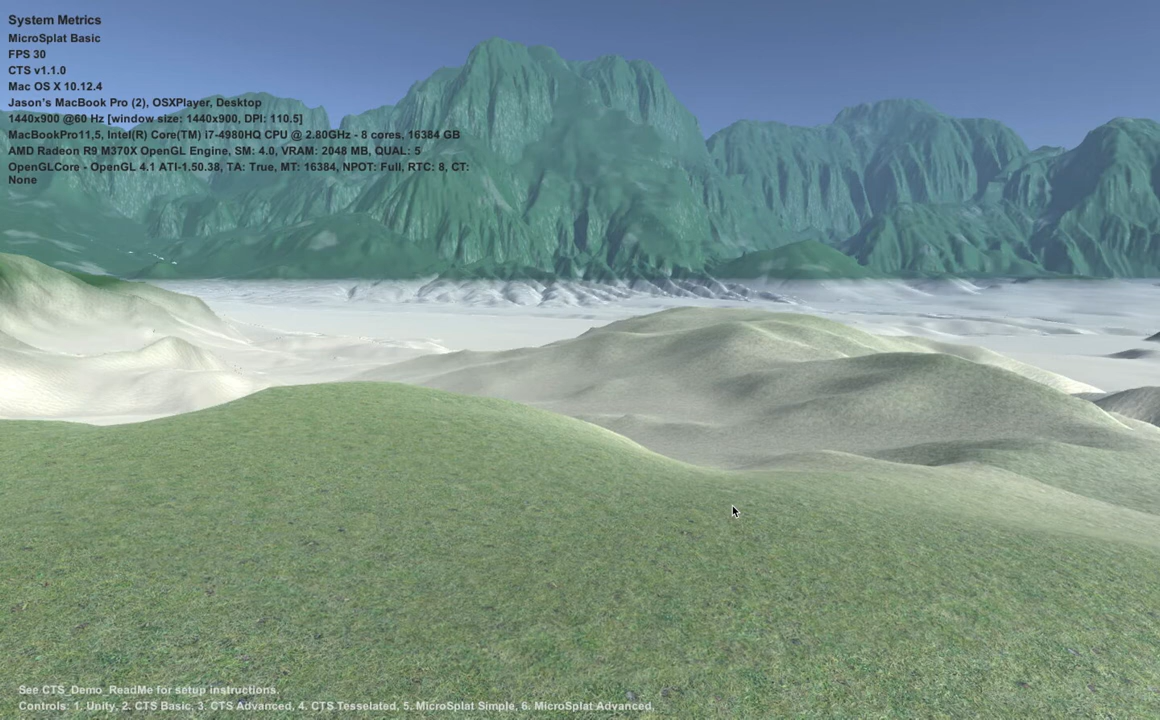 System Metrics
MicroSplat Basic
FPS 30
CTS v1.1.0
Mac OS X 10.12.4
Jason's MacBook Pro (2), OSXPlayer, Desktop
1440x900 @60 Hz [window size: 1440x900, DPI: 110.5]
MacBookPro11,5, Intel(R) Core(TM) i7-4980HQ CPU @ 2.80GHz - 8 cores, 16384 GB
AMD Radeon R9 M370X OpenGL Engine, SM: 4.0, VRAM: 2048 MB, QUAL: 5
OpenGLCore - OpenGL 4.1 ATI-1.50.38, TA: True, MT: 16384, NPOT: Full, RTC: 8, CT:
None
See CTS_Demo_ReadMe for setup instructions.
Controls: 1. Unity, 2. CTS Basic, 3. CTS Advanced, 4. CTS Tesselated, 5. MicroSplat Simple, 6. MicroSplat Advanced,